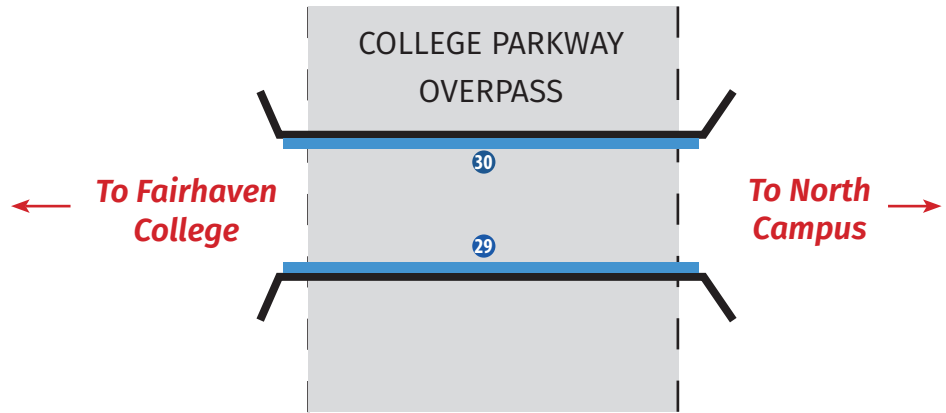 COLLEGE PARKWAY
OVERPASS
30
To Fairhaven
College
To North
Campus
29